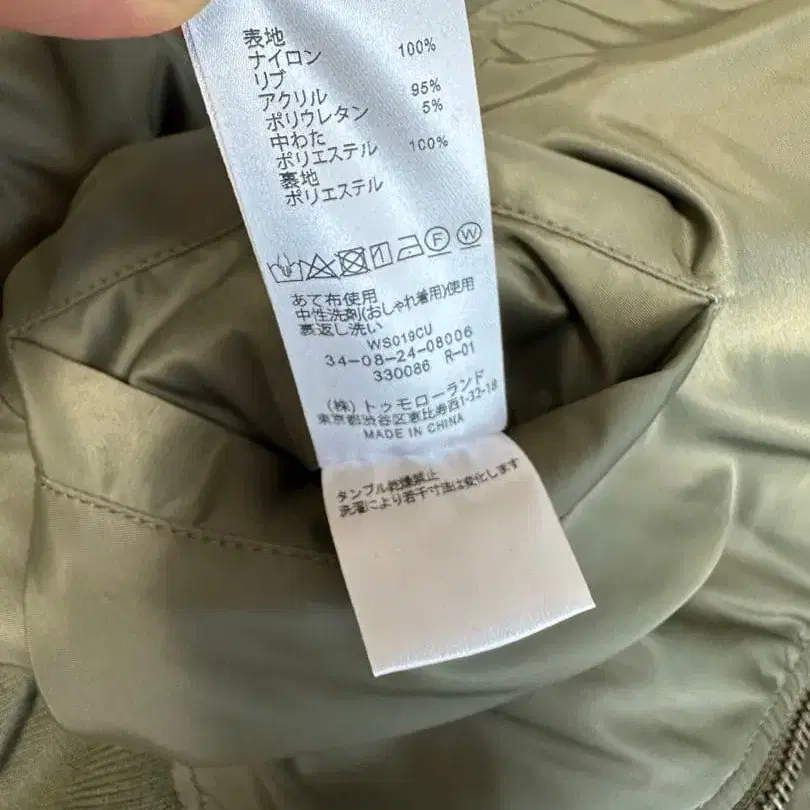 表地
ナイロン 100%
リブ
アクリル 95%
ポリウレタン 5%
中わた
ポリエステル 100%
裏地
ポリエステル
F W
あて布使用
中性洗剤(おしゃれ着用)使用
裏返し洗い
WS019CU
34-08-24-08006
330086 R-01
(株)トゥモローランド
東京都渋谷区恵比寿西1-32-18
MADE IN CHINA
タンブル乾燥禁止
洗濯により若干寸法は変化します